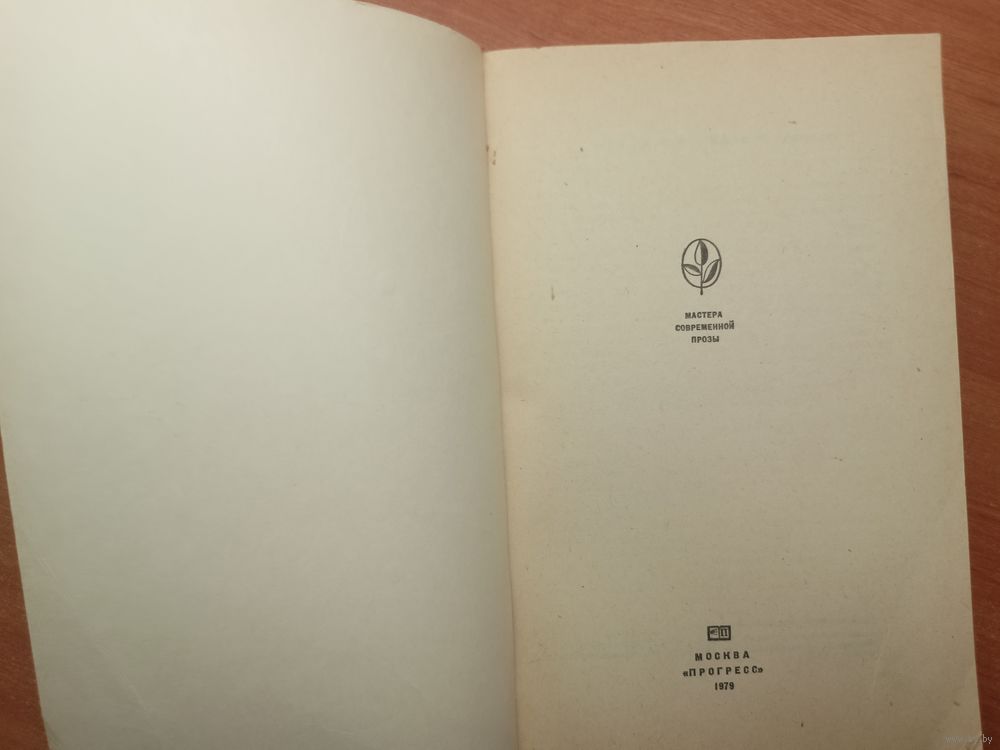 МАСТЕРА
СОВРЕМЕННОЙ
ПРОЗЫ
МОСКВА
«ПРОГРЕСС»
1979